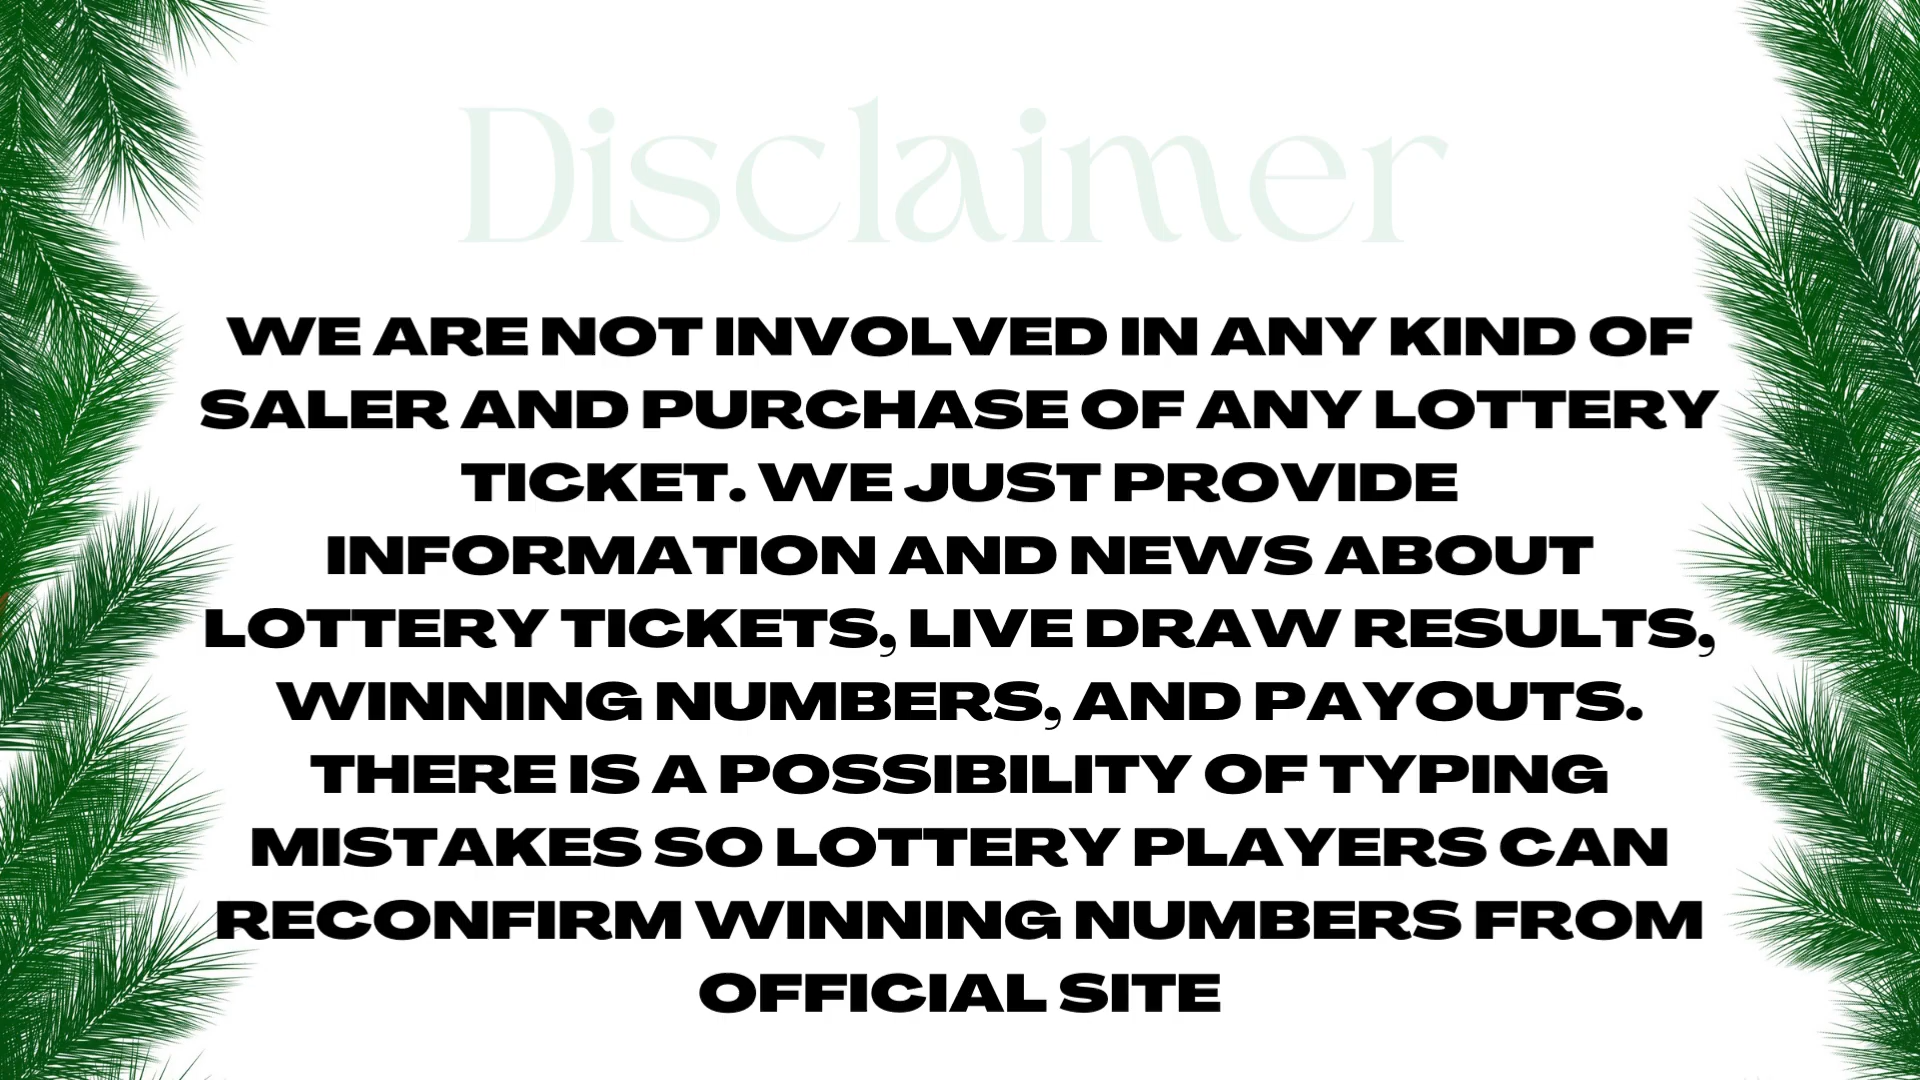 Disclaimer
WE ARE NOT INVOLVED IN ANY KIND OF
SALER AND PURCHASE OF ANY LOTTERY
TICKET. WE JUST PROVIDE
INFORMATION AND NEWS ABOUT
LOTTERY TICKETS, LIVE DRAW RESULTS,
WINNING NUMBERS, AND PAYOUTS.
THERE IS A POSSIBILITY OF TYPING
MISTAKES SO LOTTERY PLAYERS CAN
RECONFIRM WINNING NUMBERS FROM
OFFICIAL SITE